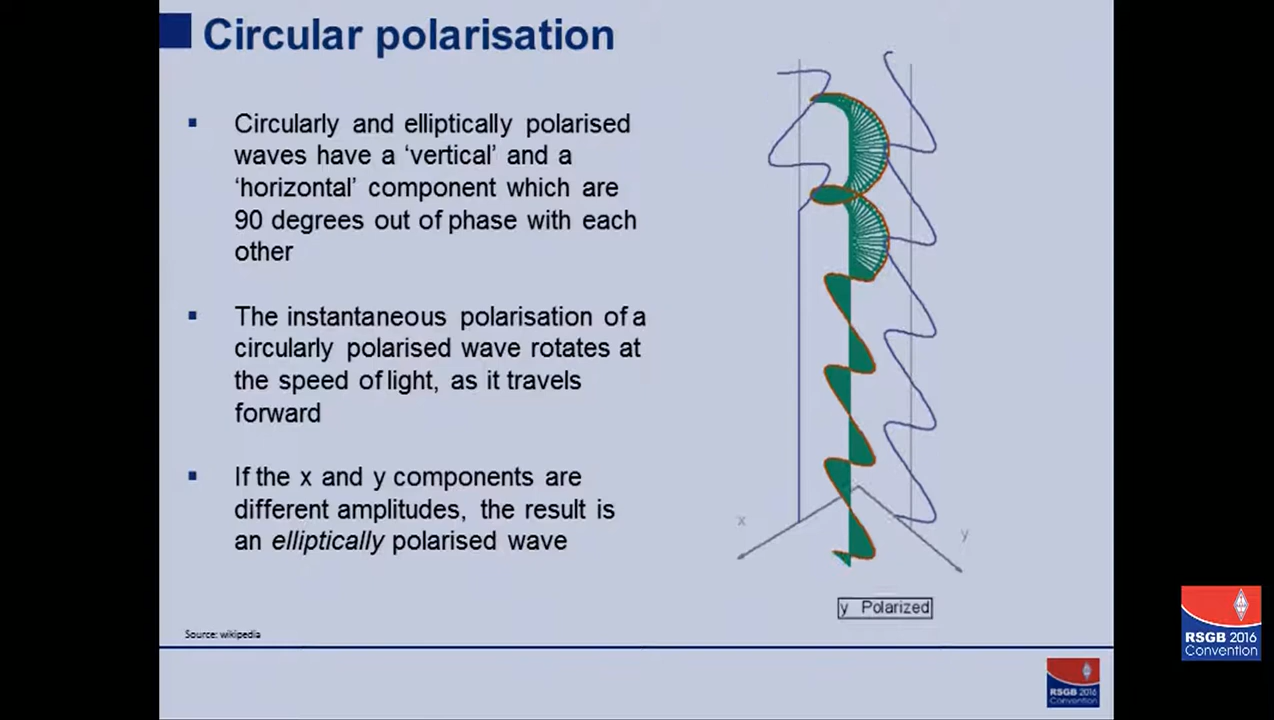 Circular polarisation
▪ Circularly and elliptically polarised
waves have a ‘vertical’ and a
‘horizontal’ component which are
90 degrees out of phase with each
other
▪ The instantaneous polarisation of a
circularly polarised wave rotates at
the speed of light, as it travels
forward
▪ If the x and y components are
different amplitudes, the result is
an elliptically polarised wave
x
y
y Polarized
Source: wikipedia
RSGB 2016
Convention
RSGB 2016
Convention